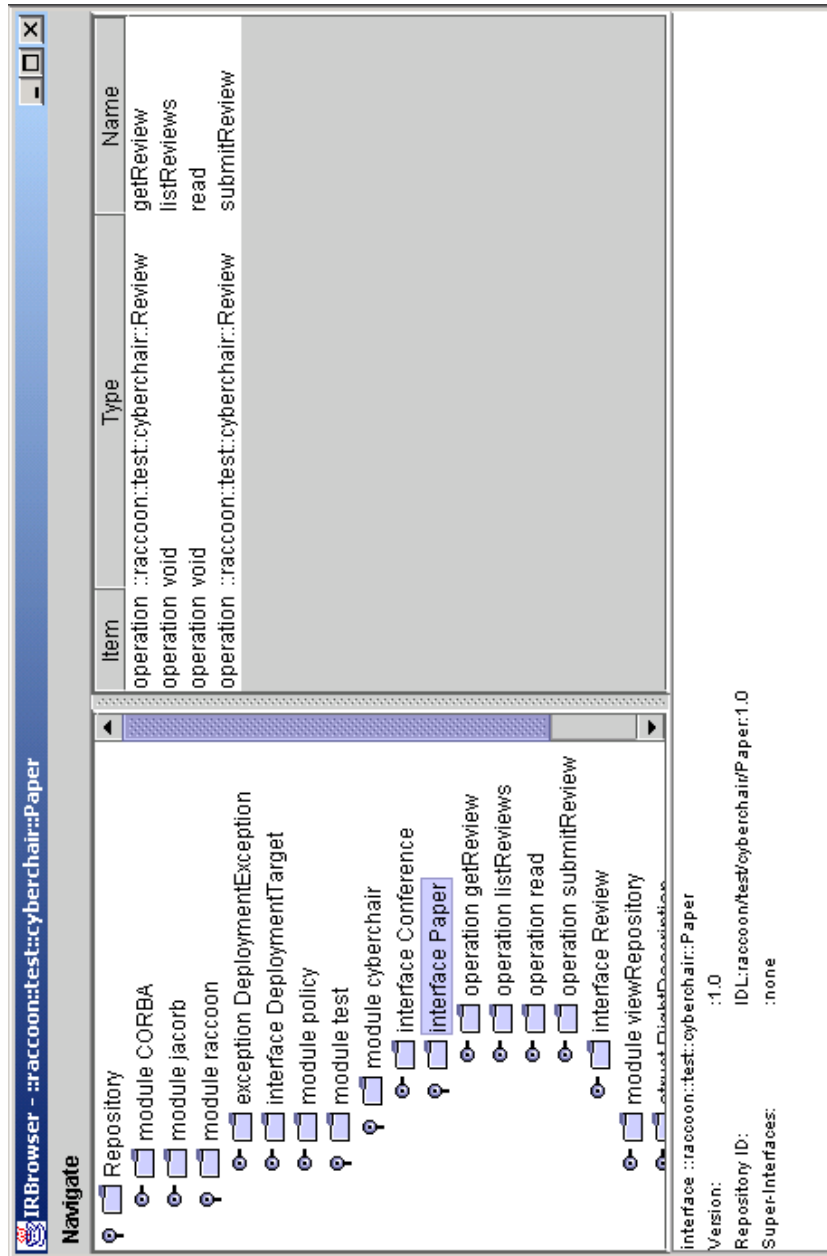 IRBrowser - ::raccoon::test::cyberchair::Paper
Navigate
Repository
module CORBA
module jacorb
module raccoon
exception DeploymentException
interface DeploymentTarget
module policy
module test
module cyberchair
interface Conference
interface Paper
operation getReview
operation listReviews
operation read
operation submitReview
interface Review
module viewRepository
struct RightDescription
Item Type Name
operation ::raccoon::test::cyberchair::Review getReview
operation void listReviews
operation void read
operation ::raccoon::test::cyberchair::Review submitReview
interface ::raccoon::test::cyberchair::Paper
Version: :1.0
Repository ID: IDL:raccoon/test/cyberchair/Paper:1.0
Super-Interfaces: :none